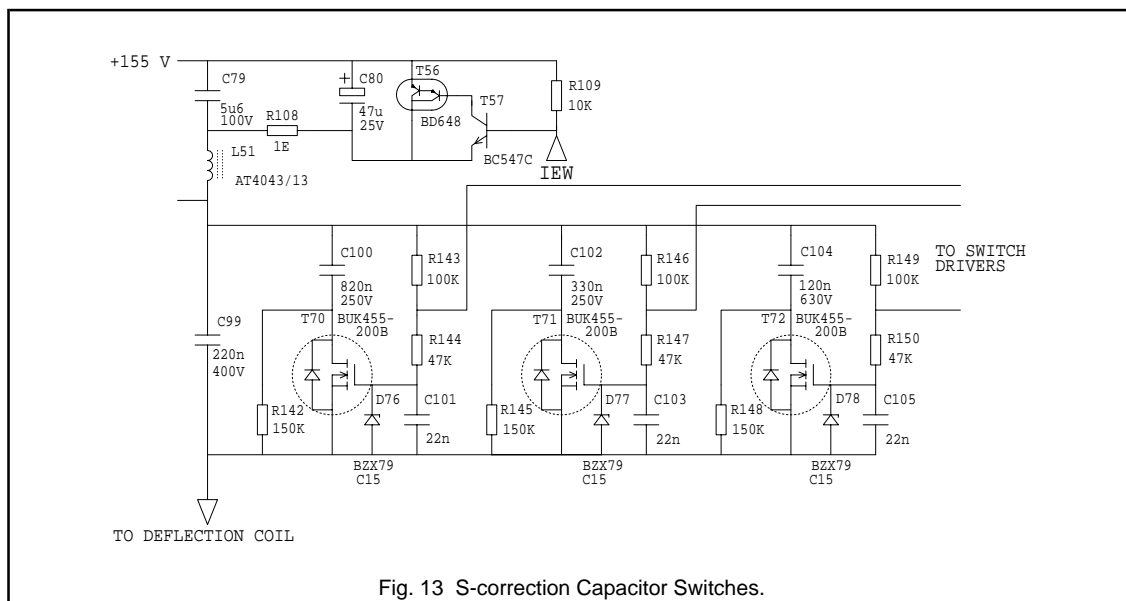 +155 V
C79
5u6
100V
R108
1E
+
C80
47u
25V
T56
BD648
T57
BC547C
R109
10K
IEW
L51
AT4043/13
TO SWITCH
DRIVERS
C99
220n
400V
C100
820n
250V
R143
100K
T70
BUK455-
200B
R144
47K
R142
150K
D76
C101
22n
BZX79
C15
C102
330n
250V
R146
100K
T71
BUK455-
200B
R147
47K
R145
150K
D77
C103
22n
BZX79
C15
C104
120n
630V
R149
100K
T72
BUK455-
200B
R150
47K
R148
150K
D78
C105
22n
BZX79
C15
TO DEFLECTION COIL
Fig. 13 S-correction Capacitor Switches.